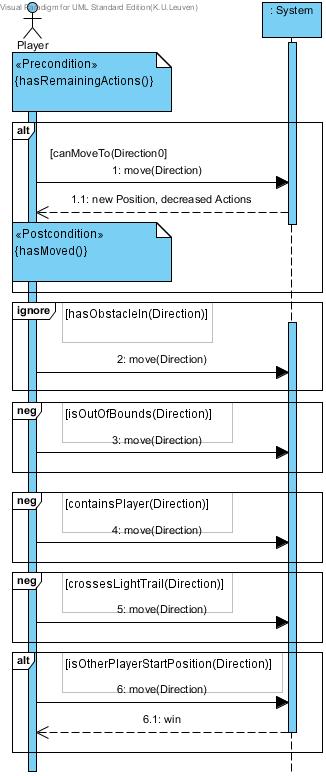 Visual Paradigm for UML Standard Edition(K.U.Leuven)
Player
: System
«Precondition»
{hasRemainingActions()}
alt
[canMoveTo(Direction0]
1: move(Direction)
1.1: new Position, decreased Actions
«Postcondition»
{hasMoved()}
ignore
[hasObstacleIn(Direction)]
2: move(Direction)
neg
[isOutOfBounds(Direction)]
3: move(Direction)
neg
[containsPlayer(Direction)]
4: move(Direction)
neg
[crossesLightTrail(Direction)]
5: move(Direction)
alt
[isOtherPlayerStartPosition(Direction)]
6: move(Direction)
6.1: win